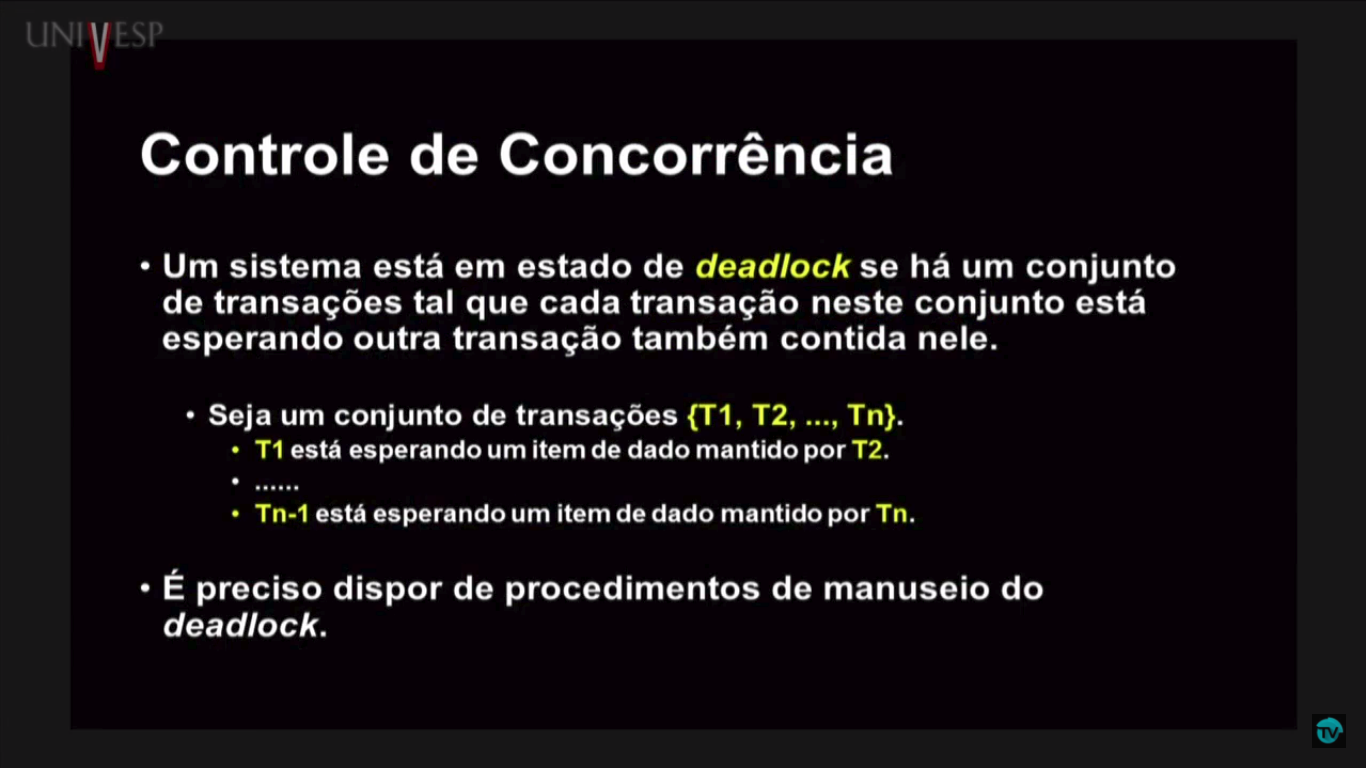 UNIVESP
Controle de Concorrência
• Um sistema está em estado de deadlock se há um conjunto
de transações tal que cada transação neste conjunto está
esperando outra transação também contida nele.
• Seja um conjunto de transações {T1, T2, ..., Tn}.
• T1 está esperando um item de dado mantido por T2.
• ......
• Tn-1 está esperando um item de dado mantido por Tn.
• É preciso dispor de procedimentos de manuseio do
deadlock.
TV